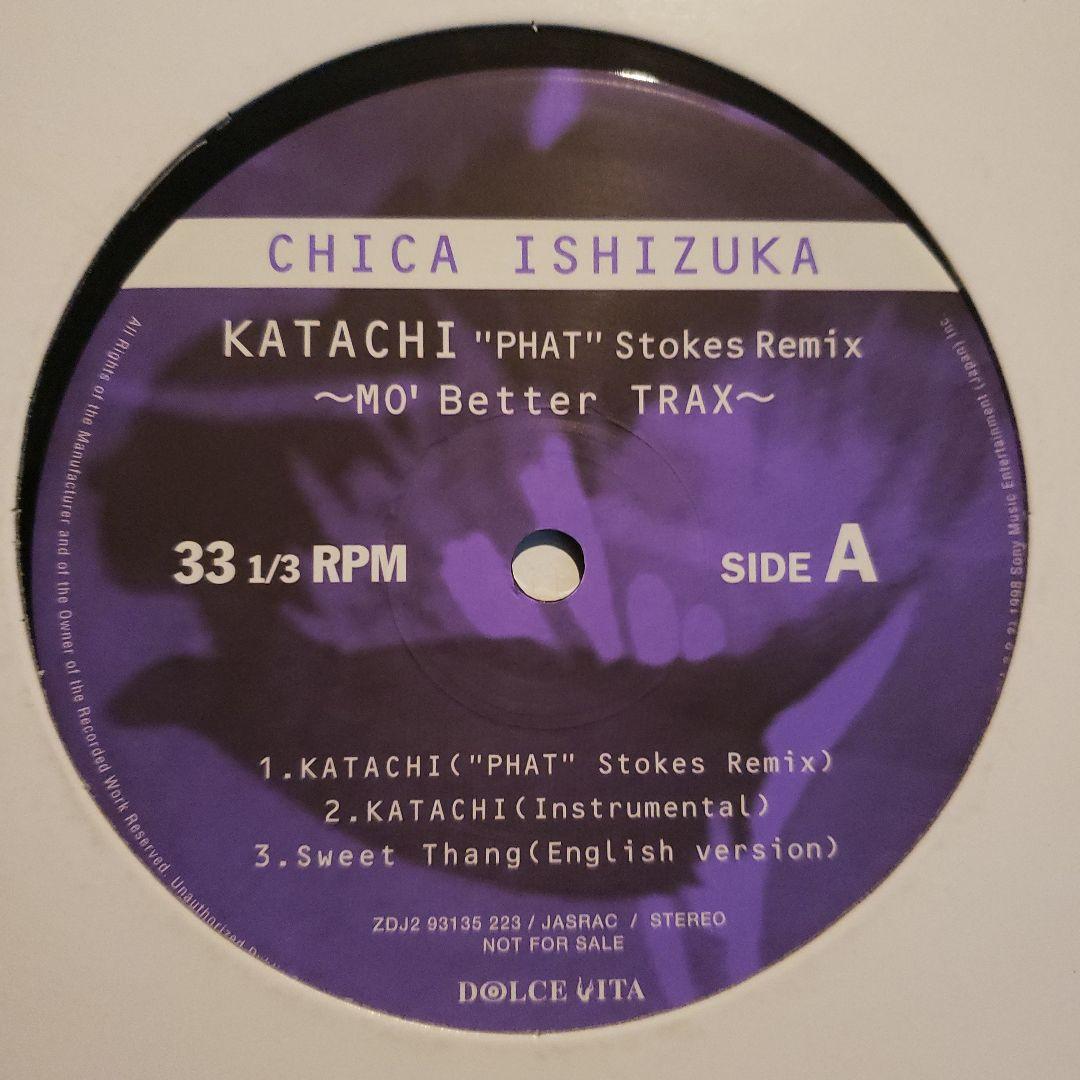 CHICA ISHIZUKA
KATACHI "PHAT" Stokes Remix
〜MO' Better TRAX〜
33 1/3 RPM
SIDE A
1.KATACHI("PHAT" Stokes Remix)
2.KATACHI(Instrumental)
3.Sweet Thang(English version)
ZDJ2 93135 223 / JASRAC / STEREO
NOT FOR SALE
DOLCE VITA
All Rights of the Manufacturer and of the Owner of the Recorded Work Reserved. Unauthorized
1998 Sony Music Entertainment (Japan) Inc.